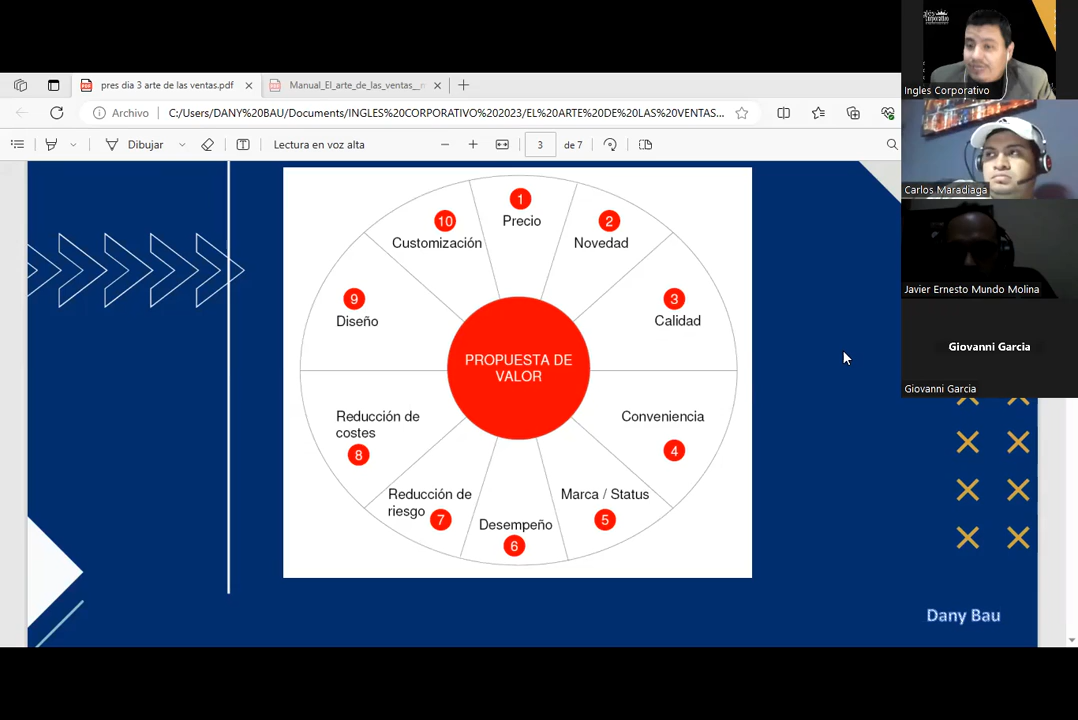 pres dia 3 arte de las ventas.pdf
Manual_El_arte_de_las_ventas_
Archivo
C:/Users/DANY%20BAU/Documents/INGLES%20CORPORATIVO%202023/EL%20ARTE%20DE%20LAS%20VENTAS...
Dibujar
Lectura en voz alta
3
de 7
1
Precio
2
Novedad
3
Calidad
Conveniencia
4
Marca / Status
5
Desempeño
6
Reducción de
riesgo
7
Reducción de
costes
8
9
Diseño
10
Customización
PROPUESTA DE
VALOR
Dany Bau
Ingles Corporativo
Carlos Maradiaga
Javier Ernesto Mundo Molina
Giovanni Garcia
Giovanni Garcia